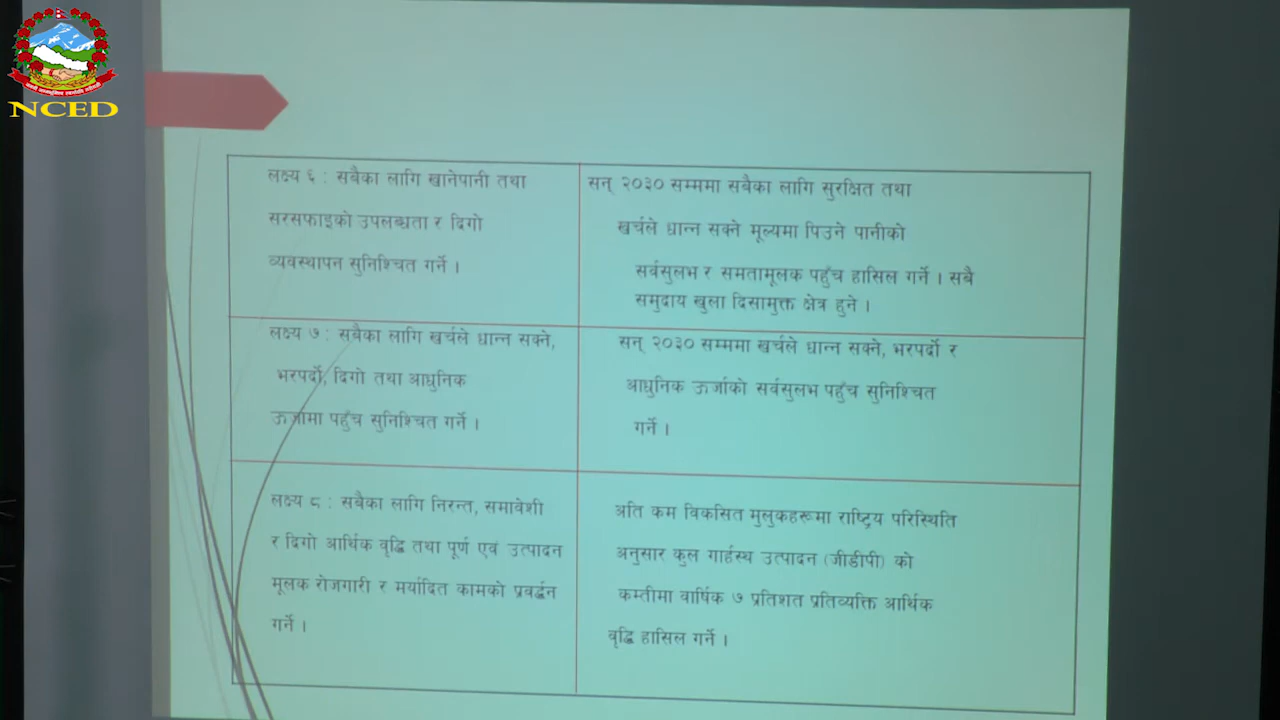 NCED
लक्ष्य ६ : सबैका लागि खानेपानी तथा
सरसफाइको उपलब्धता र दिगो
व्यवस्थापन सुनिश्चित गर्ने ।
सन् २०३० सम्ममा सबैका लागि सुरक्षित तथा
खर्चले धान्न सक्ने मूल्यमा पिउने पानीको
सर्वसुलभ र समतामूलक पहुँच हासिल गर्ने । सबै
समुदाय खुला दिसामुक्त क्षेत्र हुने ।
लक्ष्य ७ : सबैका लागि खर्चले धान्न सक्ने,
भरपर्दो, दिगो तथा आधुनिक
ऊर्जामा पहुँच सुनिश्चित गर्ने ।
सन् २०३० सम्ममा खर्चले धान्न सक्ने, भरपर्दो र
आधुनिक ऊर्जाको सर्वसुलभ पहुँच सुनिश्चित
गर्ने ।
लक्ष्य ८ : सबैका लागि निरन्त, समावेशी
र दिगो आर्थिक वृद्धि तथा पूर्ण एवं उत्पादन
मूलक रोजगारी र मर्यादित कामको प्रवर्द्धन
गर्ने ।
अति कम विकसित मुलुकहरूमा राष्ट्रिय परिस्थिति
अनुसार कुल गार्हस्थ उत्पादन (जीडीपी) को
कम्तीमा वार्षिक ७ प्रतिशत प्रतिव्यक्ति आर्थिक
वृद्धि हासिल गर्ने ।